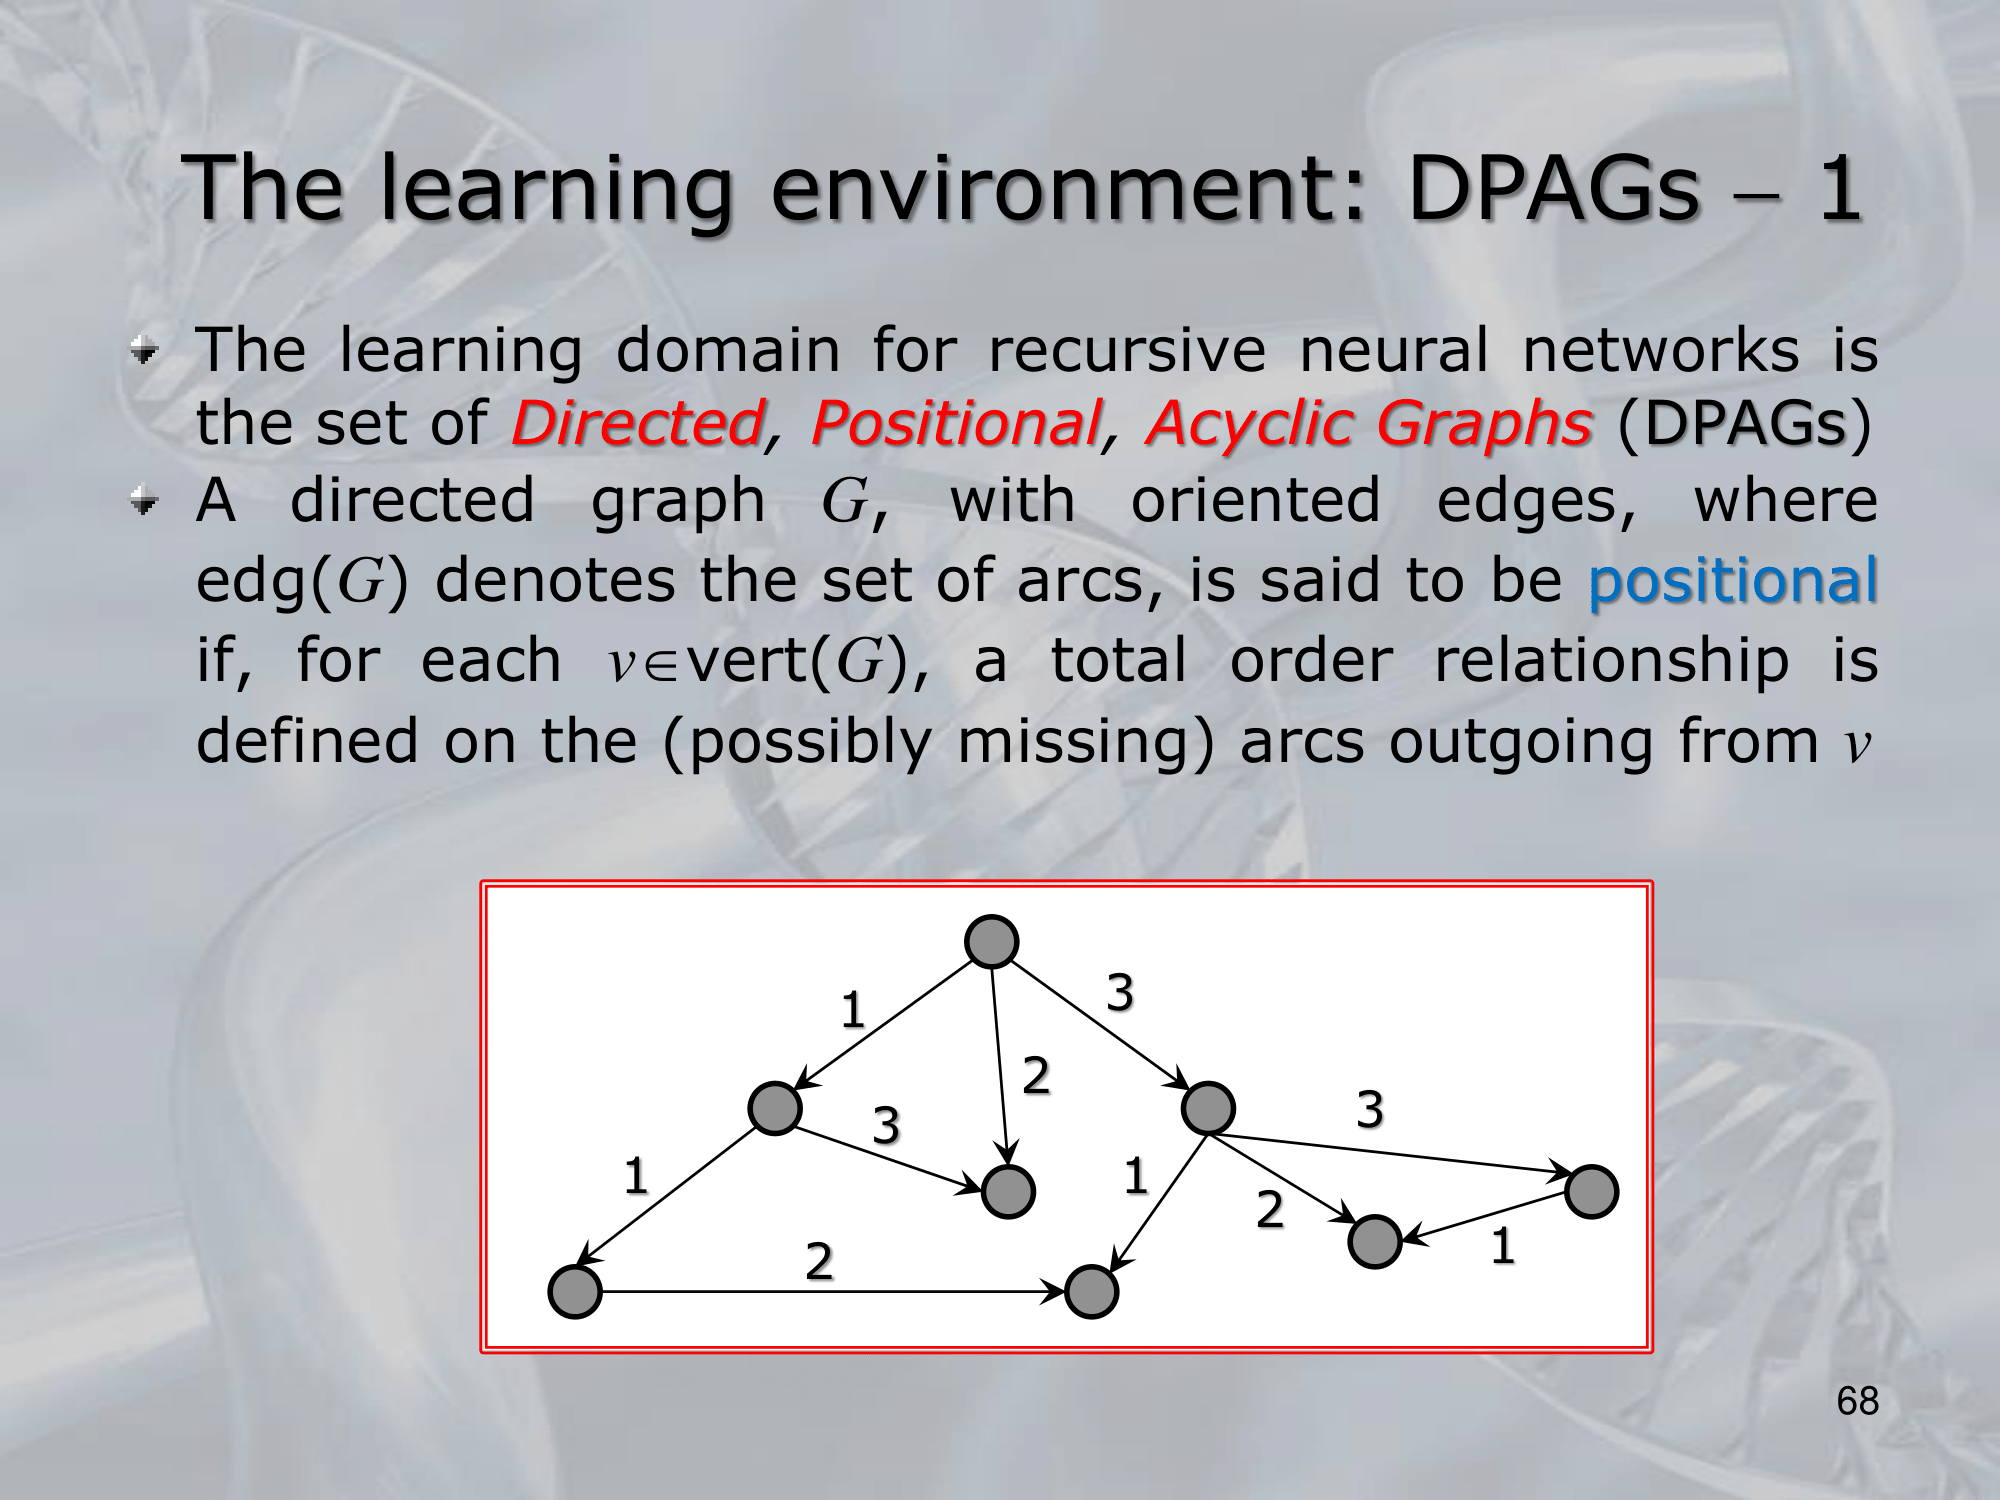 The learning environment: DPAGs – 1
The learning domain for recursive neural networks is
the set of Directed, Positional, Acyclic Graphs (DPAGs)
A directed graph G, with oriented edges, where
edg(G) denotes the set of arcs, is said to be positional
if, for each v∈vert(G), a total order relationship is
defined on the (possibly missing) arcs outgoing from v
3
1
2
3
3
1
1
2
2
1
68